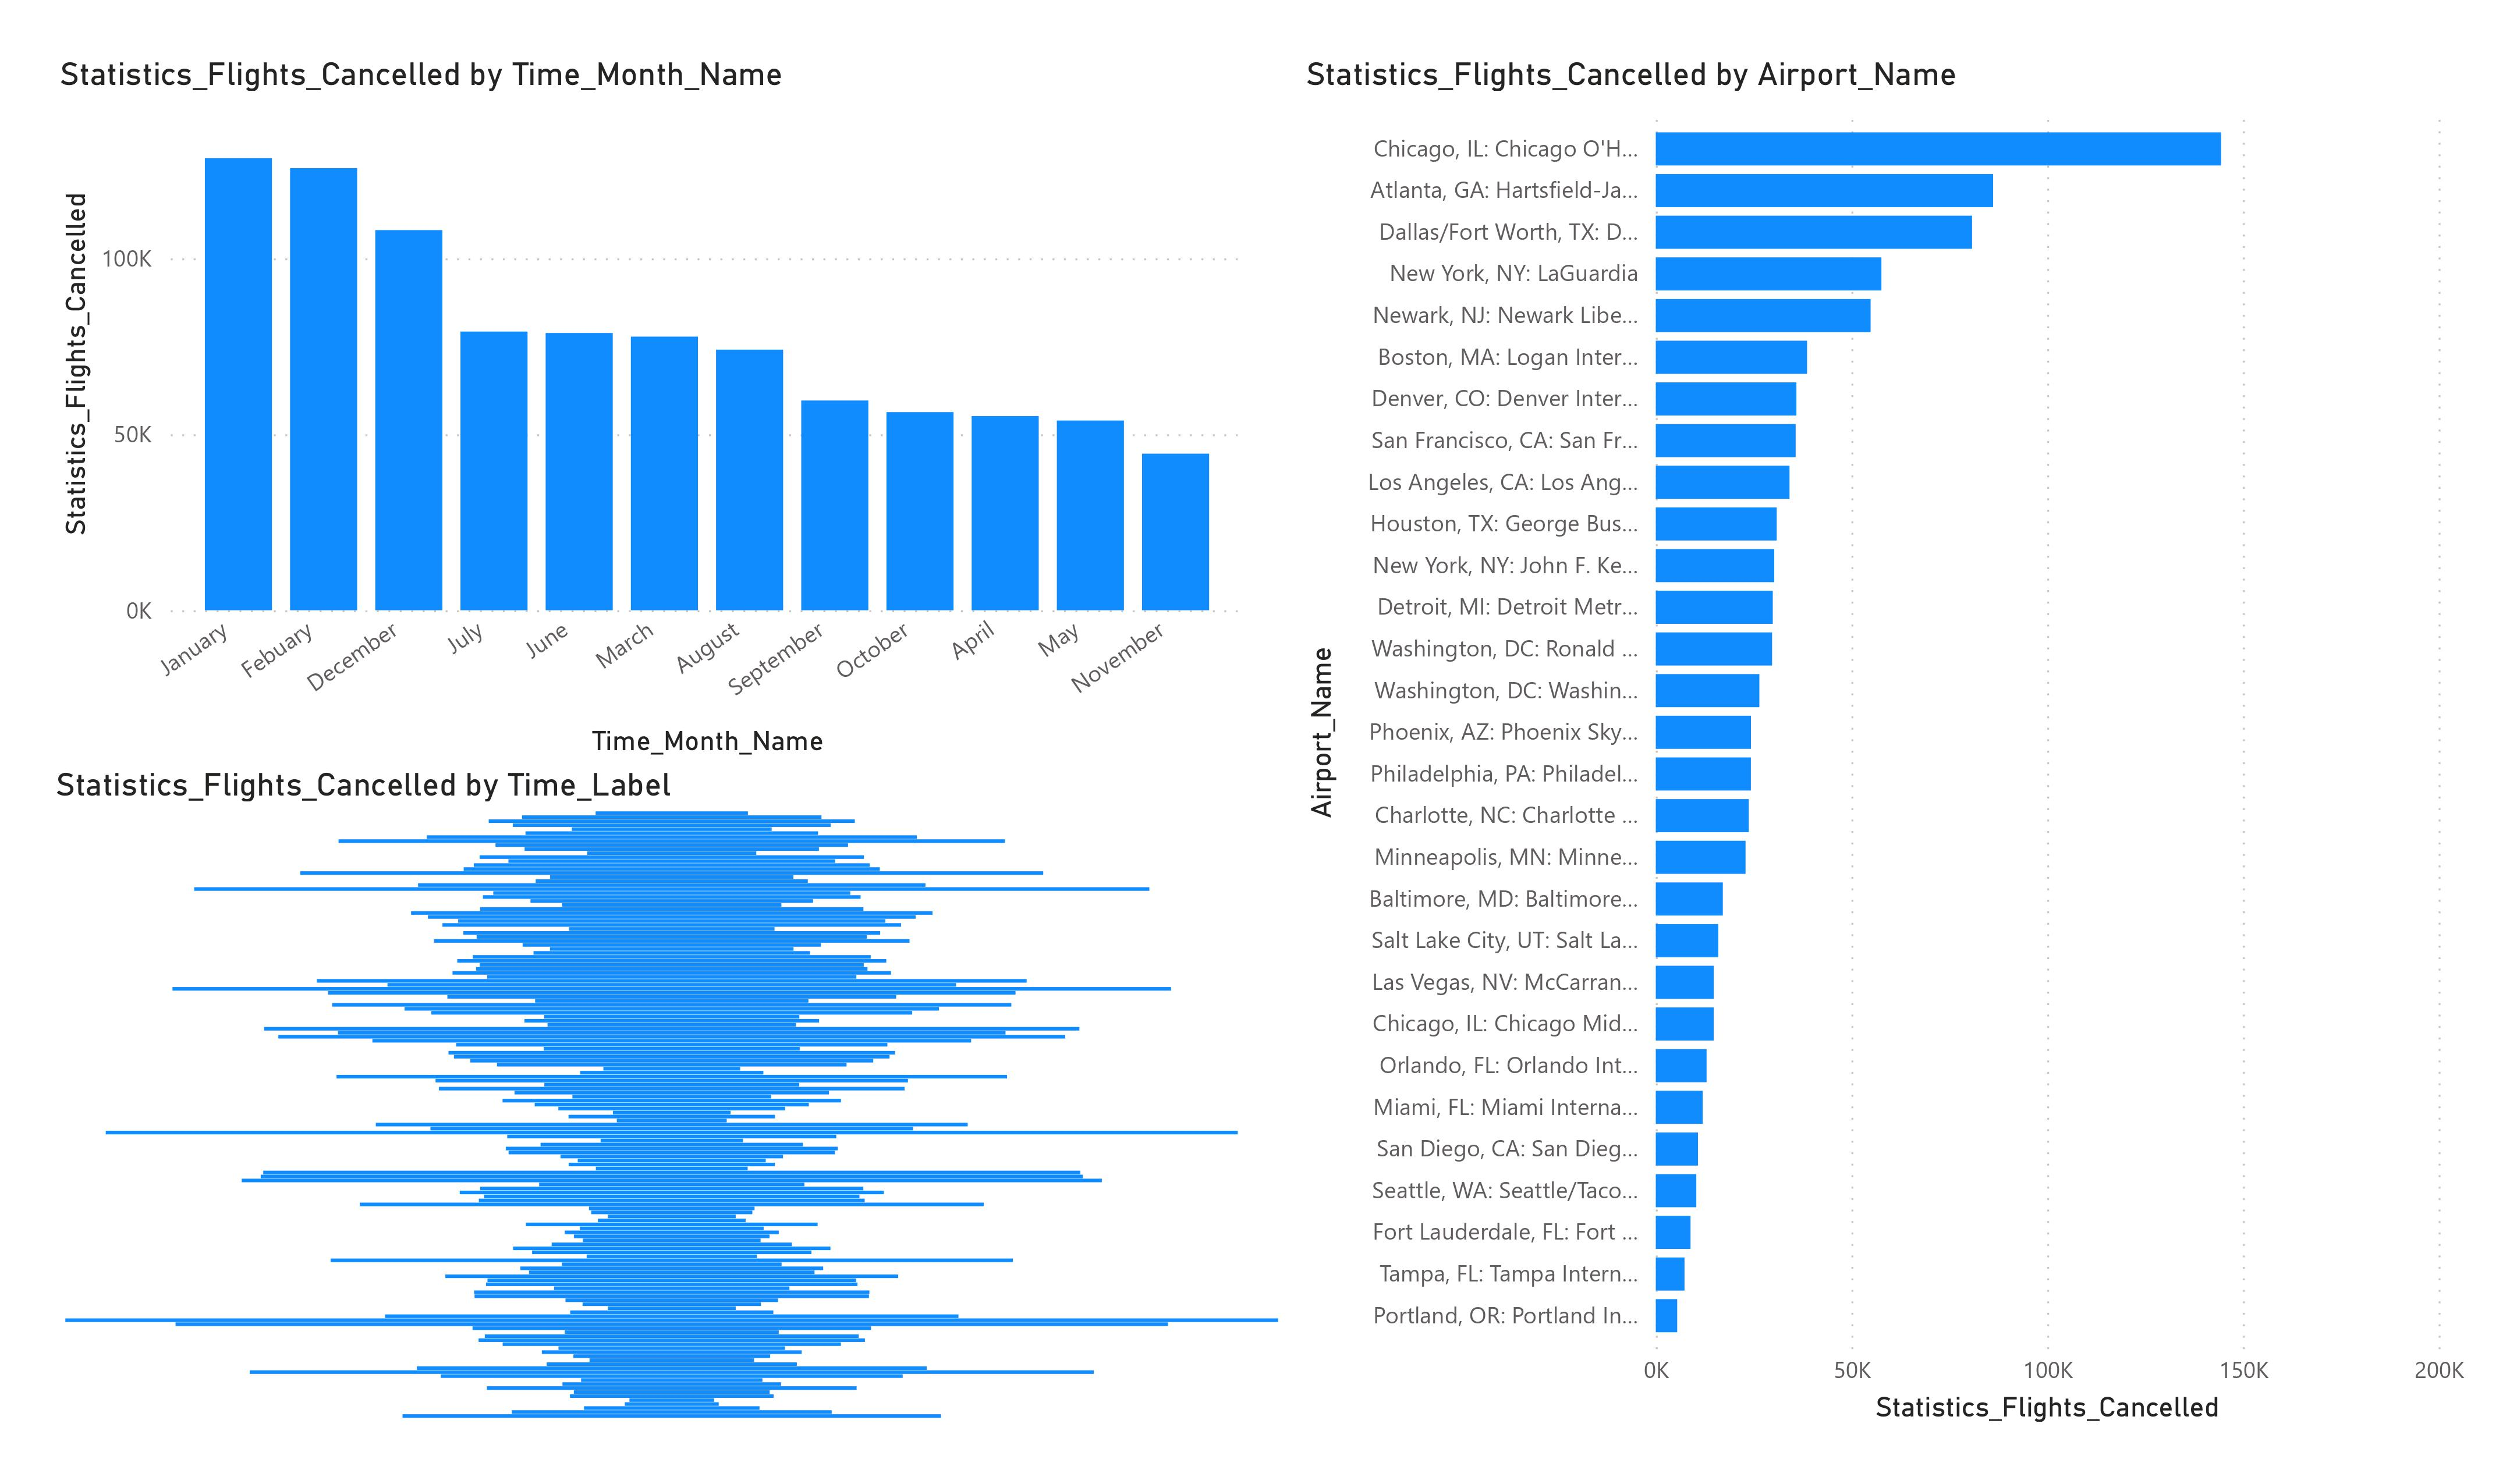 Statistics_Flights_Cancelled by Time_Month_Name
Statistics_Flights_Cancelled
100K
50K
0K
January
Febuary
December
July
June
March
August
September
October
April
May
November
Time_Month_Name
Statistics_Flights_Cancelled by Time_Label
Statistics_Flights_Cancelled by Airport_Name
Airport_Name
Chicago, IL: Chicago O'H...
Atlanta, GA: Hartsfield-Ja...
Dallas/Fort Worth, TX: D...
New York, NY: LaGuardia
Newark, NJ: Newark Libe...
Boston, MA: Logan Inter...
Denver, CO: Denver Inter...
San Francisco, CA: San Fr...
Los Angeles, CA: Los Ang...
Houston, TX: George Bus...
New York, NY: John F. Ke...
Detroit, MI: Detroit Metr...
Washington, DC: Ronald ...
Washington, DC: Washin...
Phoenix, AZ: Phoenix Sky...
Philadelphia, PA: Philadel...
Charlotte, NC: Charlotte ...
Minneapolis, MN: Minne...
Baltimore, MD: Baltimore...
Salt Lake City, UT: Salt La...
Las Vegas, NV: McCarran...
Chicago, IL: Chicago Mid...
Orlando, FL: Orlando Int...
Miami, FL: Miami Interna...
San Diego, CA: San Dieg...
Seattle, WA: Seattle/Taco...
Fort Lauderdale, FL: Fort ...
Tampa, FL: Tampa Intern...
Portland, OR: Portland In...
0K 50K 100K 150K 200K
Statistics_Flights_Cancelled